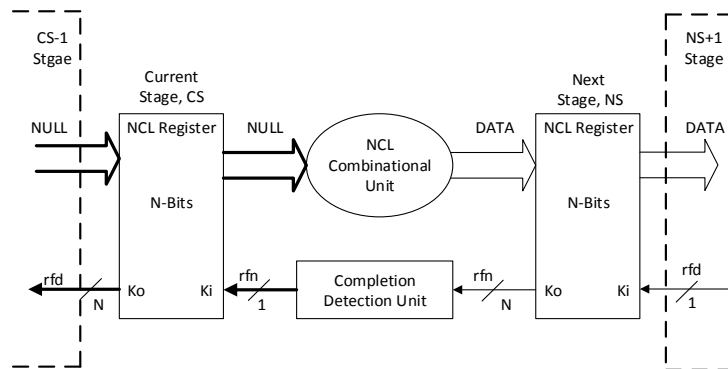 CS-1
Stgae
NS+1
Stage
Current
Stage, CS
Next
Stage, NS
NULL
NCL Register
NULL
NCL
Combinational
Unit
DATA
NCL Register
DATA
N-Bits
N-Bits
rfd
N
Ko
Ki
rfn
1
Completion
Detection Unit
rfn
N
Ko
Ki
rfd
1